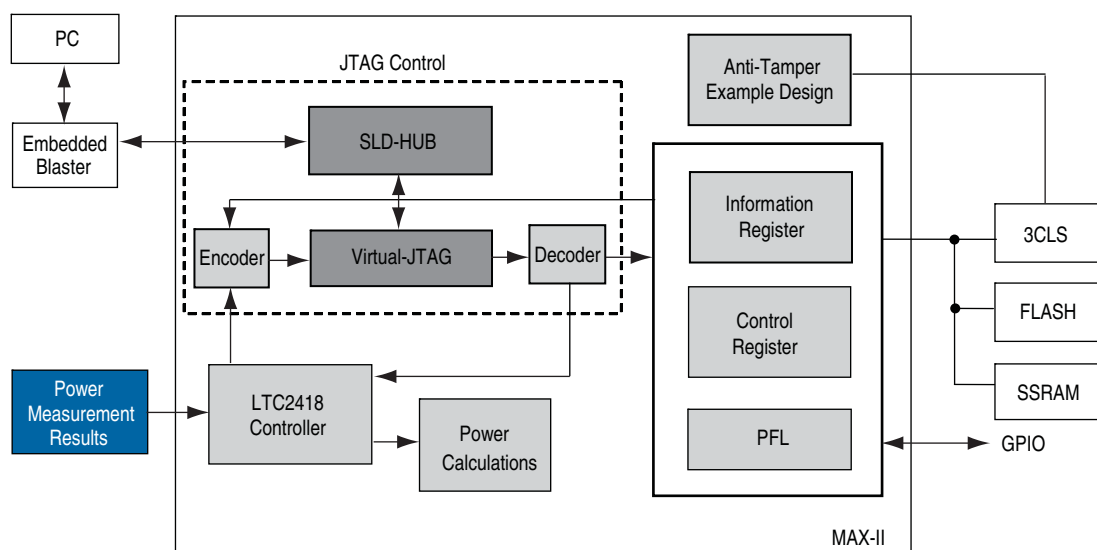 PC
JTAG Control
Anti-Tamper
Example Design
Embedded
Blaster
SLD-HUB
Information
Register
3CLS
Encoder
Virtual-JTAG
Decoder
FLASH
Control
Register
SSRAM
Power
Measurement
Results
LTC2418
Controller
Power
Calculations
PFL
GPIO
MAX-II